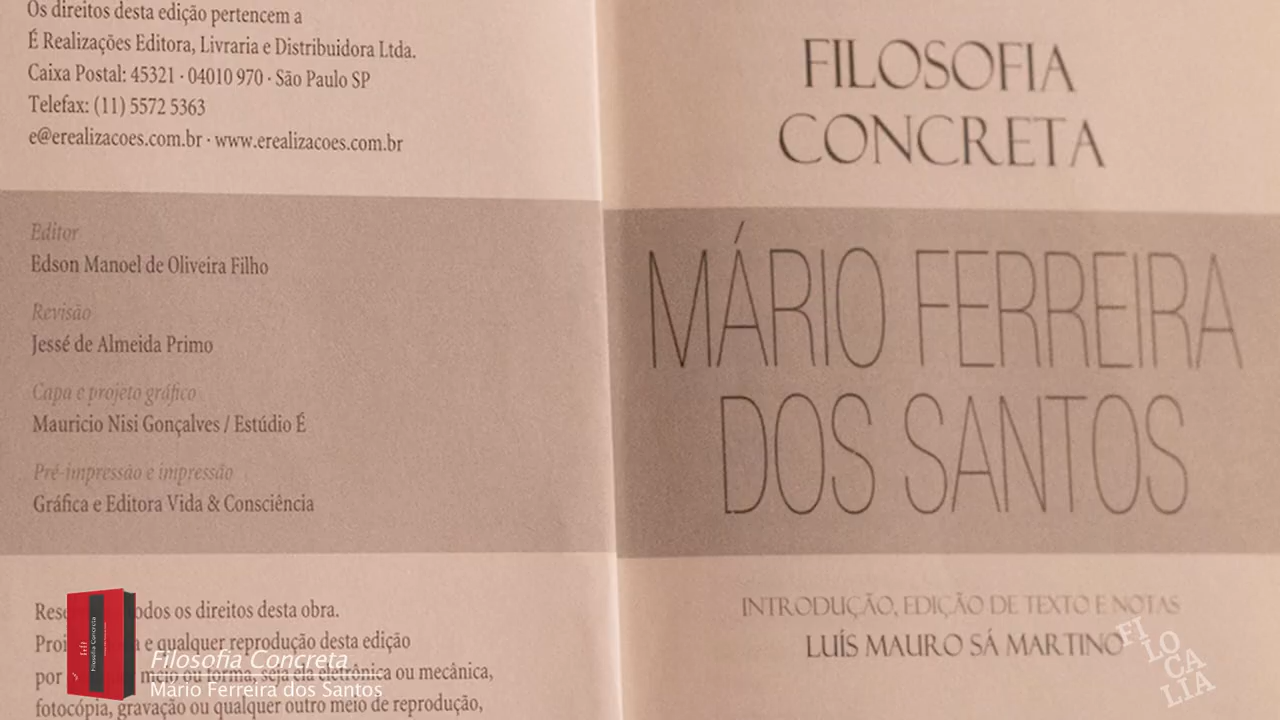 Os direitos desta edição pertencem a
É Realizações Editora, Livraria e Distribuidora Ltda.
Caixa Postal: 45321 · 04010 970 · São Paulo SP
Telefax: (11) 5572 5363
e@erealizacoes.com.br · www.erealizacoes.com.br
Editor
Edson Manoel de Oliveira Filho
Revisão
Jessé de Almeida Primo
Capa e projeto gráfico
Mauricio Nisi Gonçalves / Estúdio É
Pré-impressão e impressão
Gráfica e Editora Vida & Consciência
odos os direitos desta obra.
e qualquer reprodução desta edição
por meio ou forma, seja ela eletrônica ou mecânica,
fotocópia, gravação ou qualquer outro meio de reprodução,
FILOSOFIA
CONCRETA
MÁRIO FERREIRA
DOS SANTOS
INTRODUÇÃO, EDIÇÃO DE TEXTO E NOTAS
LUÍS MAURO SÁ MARTINO
Filosofia Concreta
Filosofia Concreta
Mário Ferreira dos Santos
FI
LO
CA
LIA